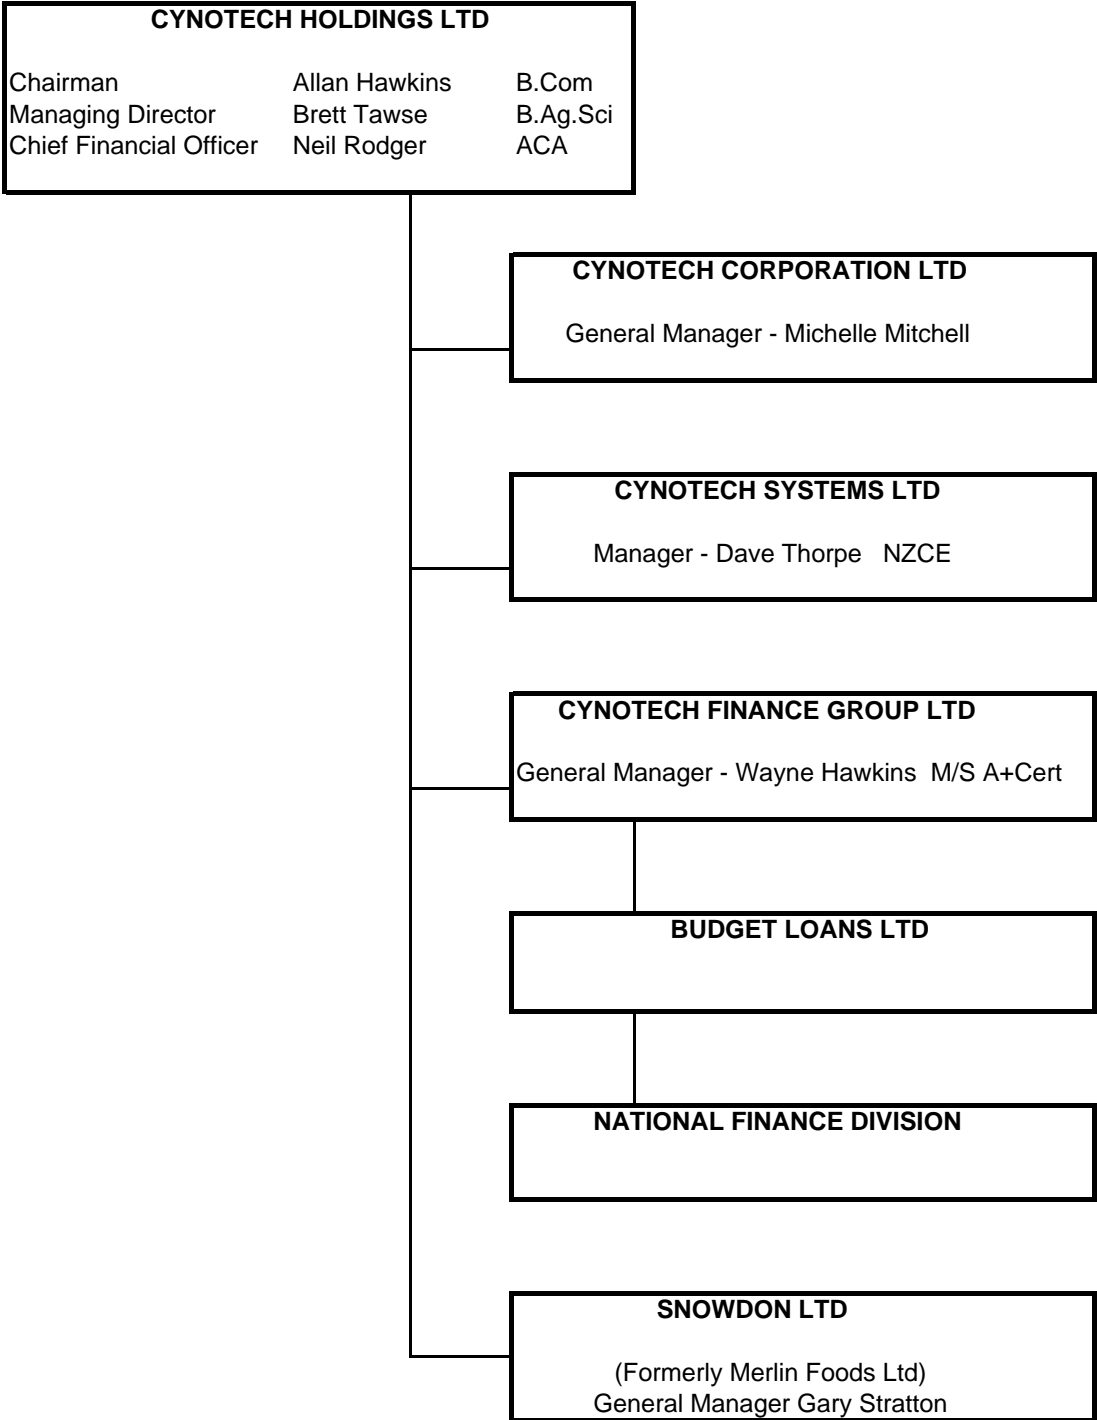 CYNOTECH HOLDINGS LTD
Chairman Allan Hawkins B.Com
Managing Director Brett Tawse B.Ag.Sci
Chief Financial Officer Neil Rodger ACA
CYNOTECH CORPORATION LTD
General Manager - Michelle Mitchell
CYNOTECH SYSTEMS LTD
Manager - Dave Thorpe NZCE
CYNOTECH FINANCE GROUP LTD
General Manager - Wayne Hawkins M/S A+Cert
BUDGET LOANS LTD
NATIONAL FINANCE DIVISION
SNOWDON LTD
(Formerly Merlin Foods Ltd)
General Manager Gary Stratton